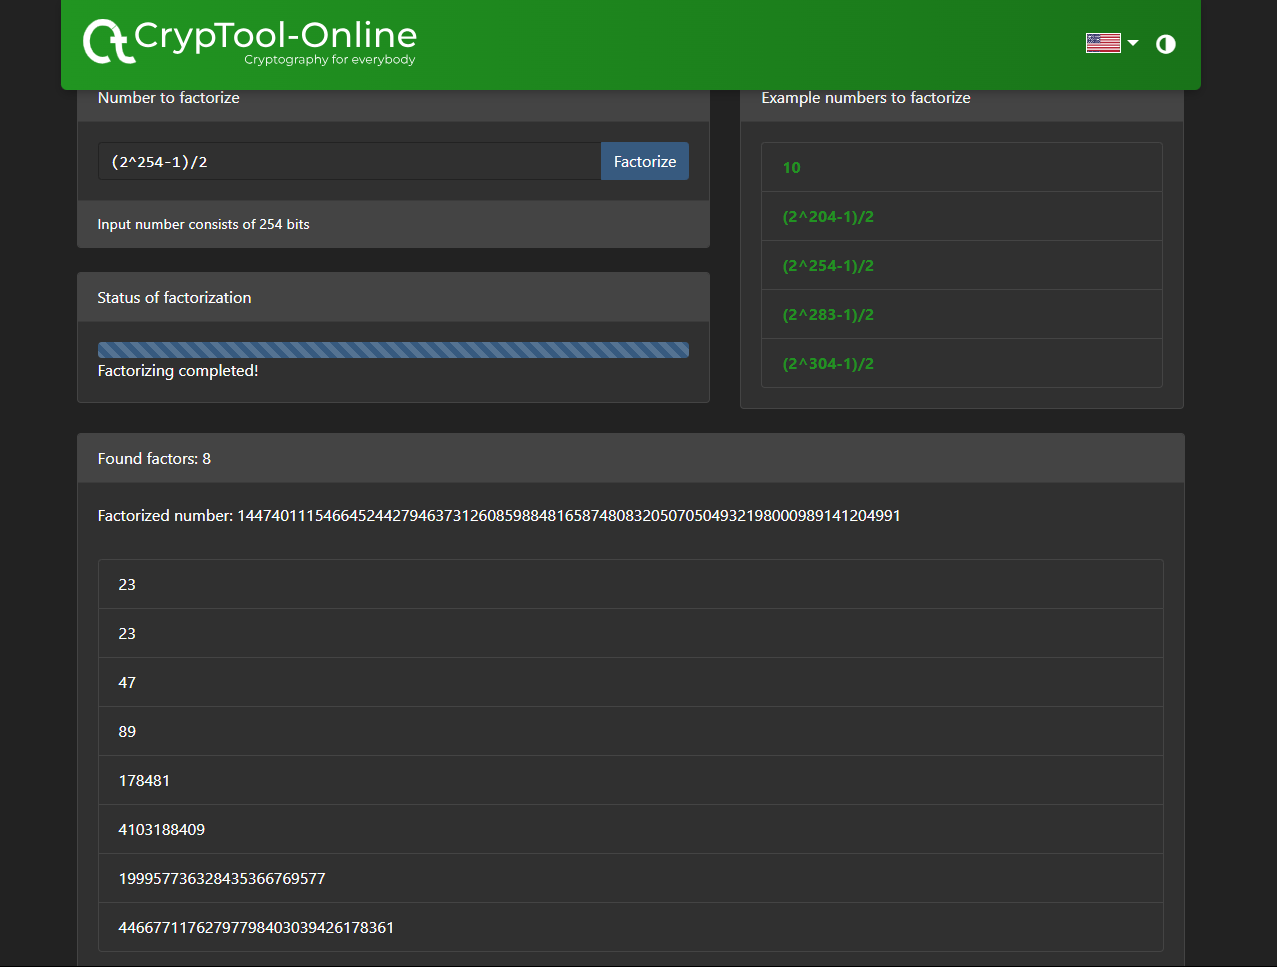 CrypTool-Online
Cryptography for everybody
Number to factorize
(2^254-1)/2
Factorize
Input number consists of 254 bits
Status of factorization
Factorizing completed!
Example numbers to factorize
10
(2^204-1)/2
(2^254-1)/2
(2^283-1)/2
(2^304-1)/2
Found factors: 8
Factorized number: 14474011154664524427946373126085988481658748083205070504932198000989141204991
23
23
47
89
178481
4103188409
199957736328435366769577
44667711762797798403039426178361